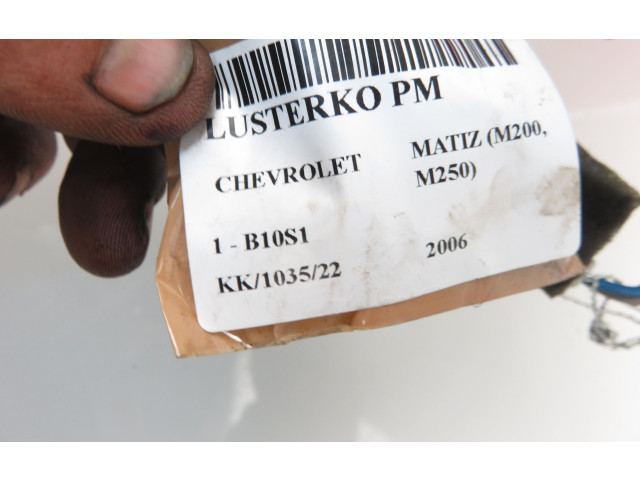 LUSTERKO PM
CHEVROLET MATIZ (M200, M250)
1 - B10S1
KK/1035/22 2006